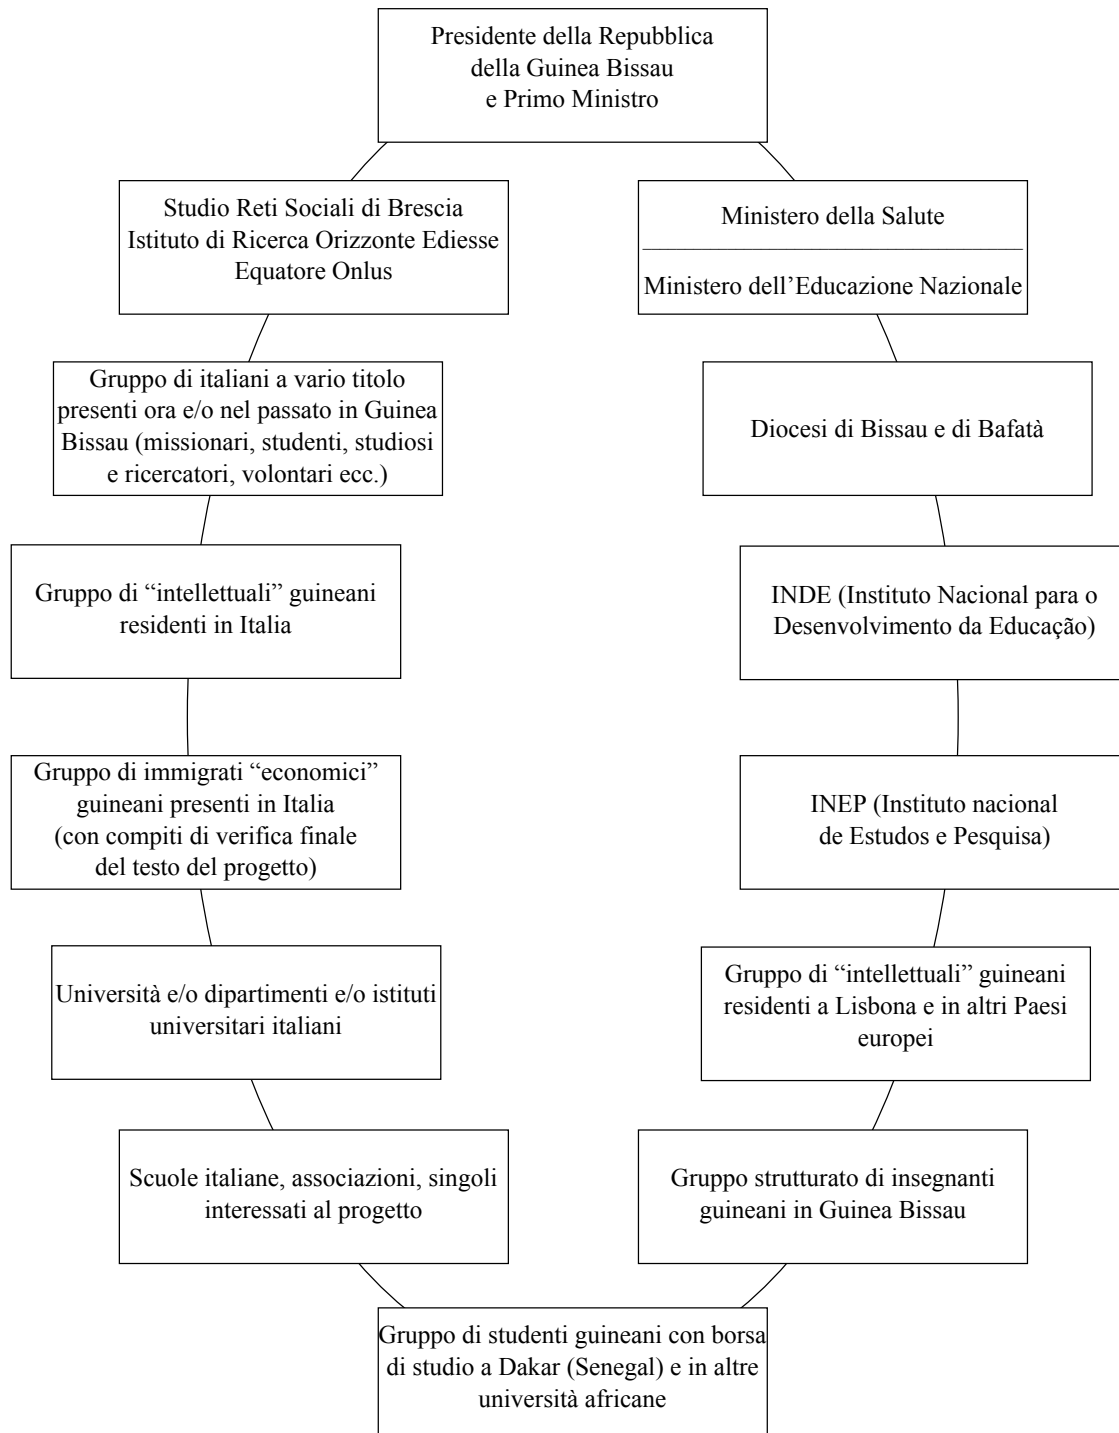 Presidente della Repubblica
della Guinea Bissau
e Primo Ministro
Studio Reti Sociali di Brescia
Istituto di Ricerca Orizzonte Ediesse
Equatore Onlus
Ministero della Salute
Ministero dell’Educazione Nazionale
Gruppo di italiani a vario titolo
presenti ora e/o nel passato in Guinea
Bissau (missionari, studenti, studiosi
e ricercatori, volontari ecc.)
Diocesi di Bissau e di Bafatà
Gruppo di “intellettuali” guineani
residenti in Italia
INDE (Instituto Nacional para o
Desenvolvimento da Educação)
Gruppo di immigrati “economici”
guineani presenti in Italia
(con compiti di verifica finale
del testo del progetto)
INEP (Instituto nacional
de Estudos e Pesquisa)
Università e/o dipartimenti e/o istituti
universitari italiani
Gruppo di “intellettuali” guineani
residenti a Lisbona e in altri Paesi
europei
Scuole italiane, associazioni, singoli
interessati al progetto
Gruppo strutturato di insegnanti
guineani in Guinea Bissau
Gruppo di studenti guineani con borsa
di studio a Dakar (Senegal) e in altre
università africane